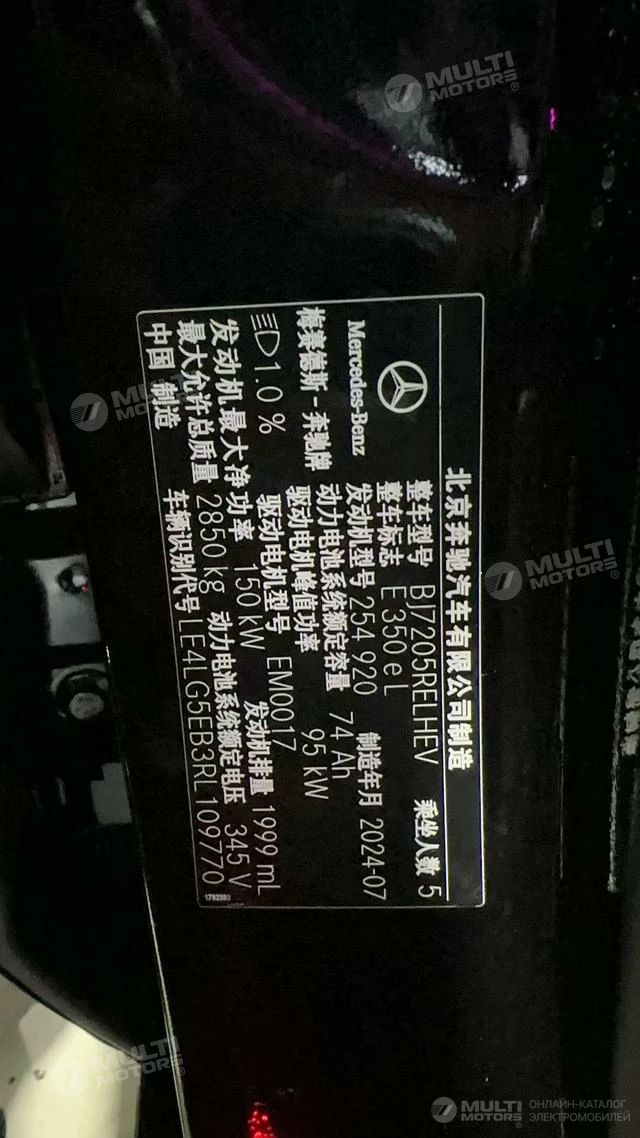 北京奔驰汽车有限公司制造
整车型号 BJ7205RELHEV 乘坐人数 5
整车标志 E 350 e L
Mercedes-Benz 发动机型号 254 920 制造年月 2024-07
动力电池系统额定容量 74 Ah
梅赛德斯-奔驰牌 驱动电机峰值功率 95 kW
1.0 % 驱动电机型号 EM0017
发动机最大净功率 150 kW 发动机排量 1999 mL
最大允许总质量 2850 kg 动力电池系统额定电压 345 V
中国 制造 车辆识别代号 LE4LG5EB3RL109770
MULTI MOTORS®
MULTI MOTORS
MULTI MOTORS®
MULTI MOTORS
MULTI MOTORS®
ОНЛАЙН-КАТАЛОГ
ЭЛЕКТРОМОБИЛЕЙ